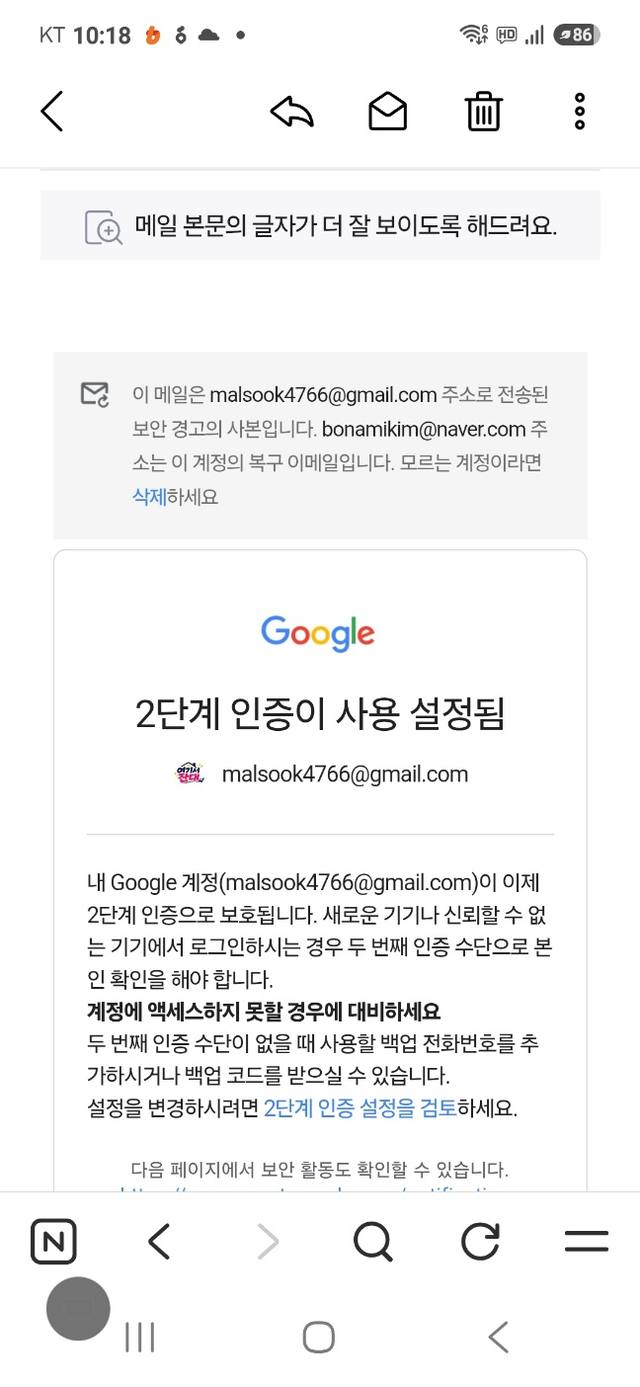 KT 10:18
6
HD
86
메일 본문의 글자가 더 잘 보이도록 해드려요.
이 메일은 malsook4766@gmail.com 주소로 전송된
보안 경고의 사본입니다. bonamikim@naver.com 주
소는 이 계정의 복구 이메일입니다. 모르는 계정이라면
삭제하세요
Google
2단계 인증이 사용 설정됨
여기서
잔대
malsook4766@gmail.com
내 Google 계정(malsook4766@gmail.com)이 이제
2단계 인증으로 보호됩니다. 새로운 기기나 신뢰할 수 없
는 기기에서 로그인하시는 경우 두 번째 인증 수단으로 본
인 확인을 해야 합니다.
계정에 액세스하지 못할 경우에 대비하세요
두 번째 인증 수단이 없을 때 사용할 백업 전화번호를 추
가하시거나 백업 코드를 받으실 수 있습니다.
설정을 변경하시려면 2단계 인증 설정을 검토하세요.
다음 페이지에서 보안 활동도 확인할 수 있습니다.
N